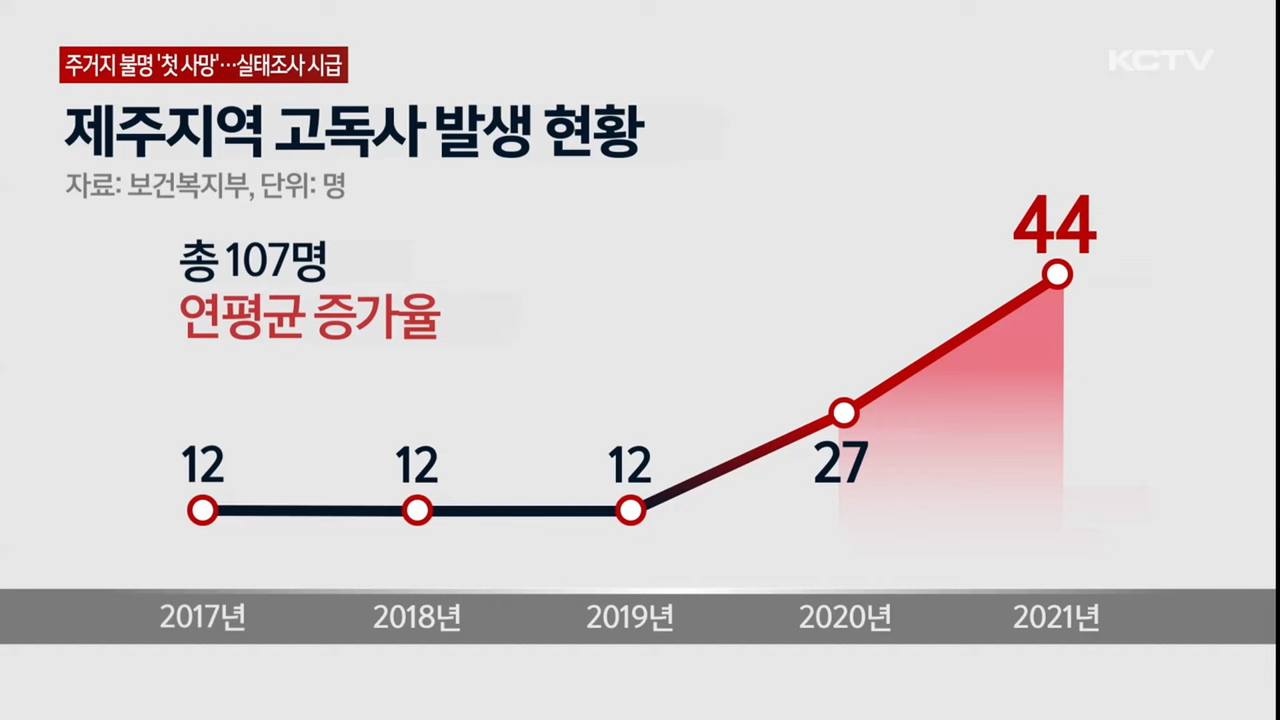 주거지 불명 '첫 사망'…실태조사 시급
KCTV
제주지역 고독사 발생 현황
자료: 보건복지부, 단위: 명
총 107명
연평균 증가율
44
27
12 12 12
2017년 2018년 2019년 2020년 2021년